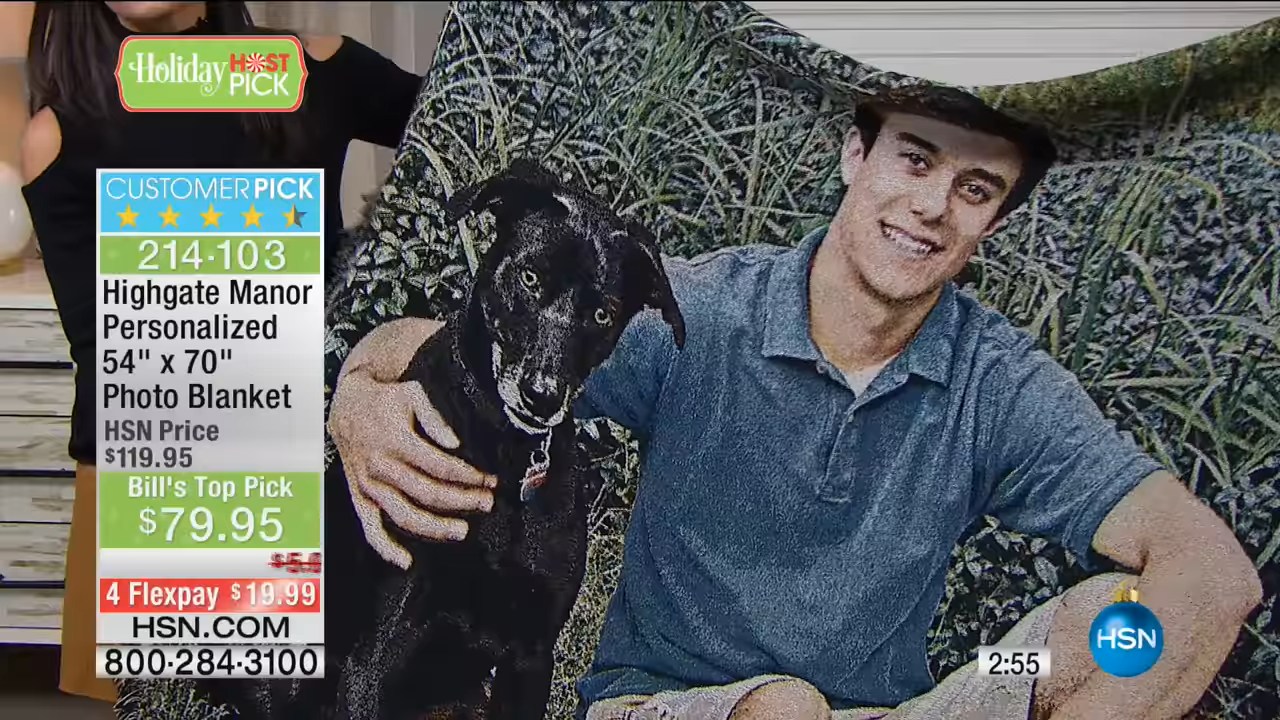 Holiday HOST
PICK
CUSTOMER PICK
214-103
Highgate Manor
Personalized
54" x 70"
Photo Blanket
HSN Price
$119.95
Bill's Top Pick
$79.95
4 Flexpay $19.99
HSN.COM
800-284-3100
HSN
2:55